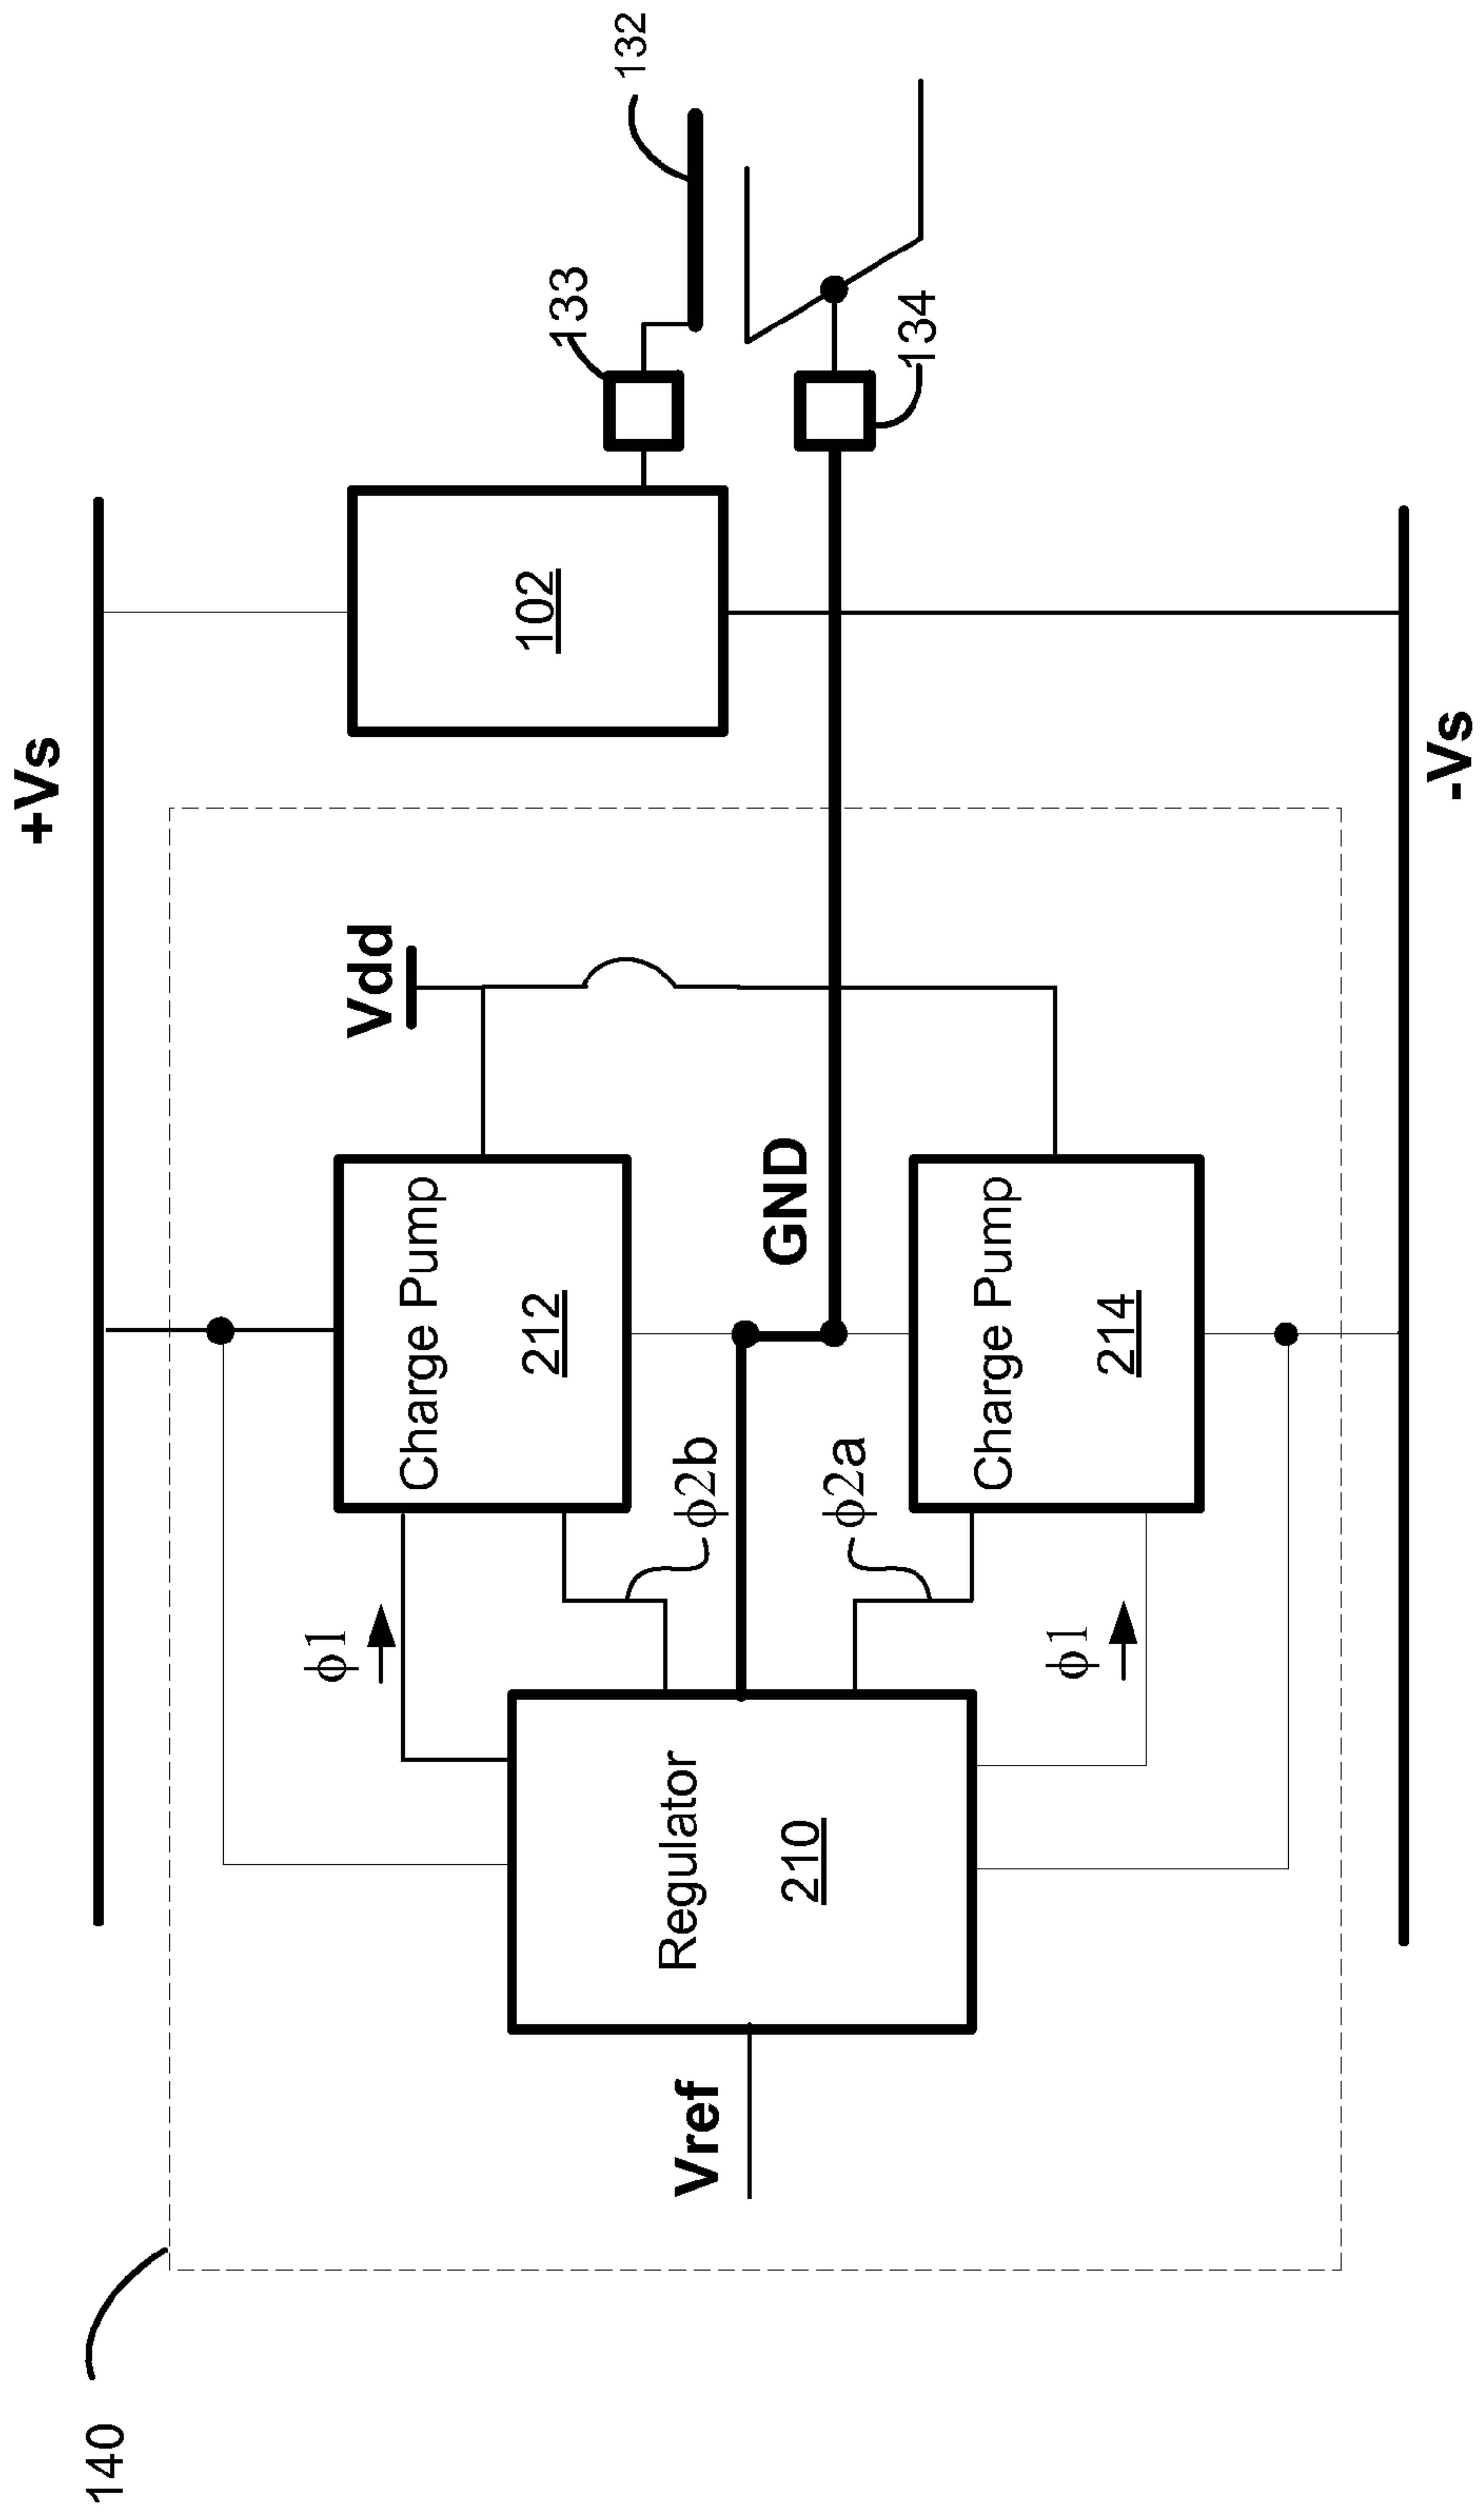 140
+Vs
Vdd
132
133
134
102
Charge Pump
212
GND
ϕ1
ϕ2b
ϕ2a
ϕ1
Regulator
210
Vref
Charge Pump
214
-Vs